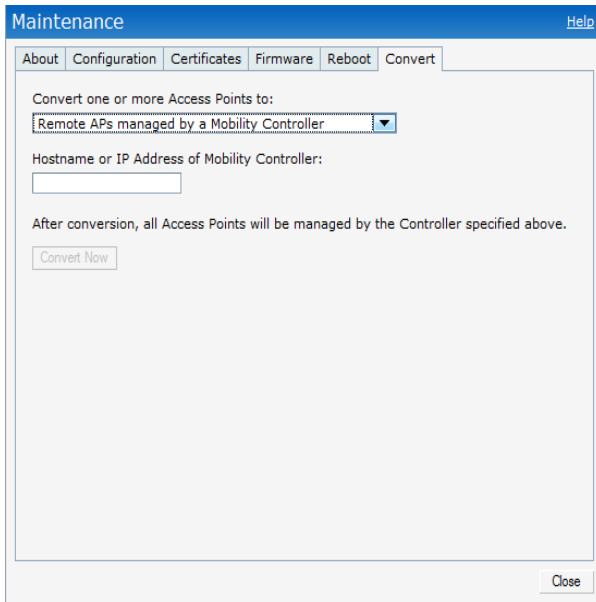 Maintenance
Help
About Configuration Certificates Firmware Reboot Convert
Convert one or more Access Points to:
Remote APs managed by a Mobility Controller
Hostname or IP Address of Mobility Controller:
After conversion, all Access Points will be managed by the Controller specified above.
Convert Now
Close